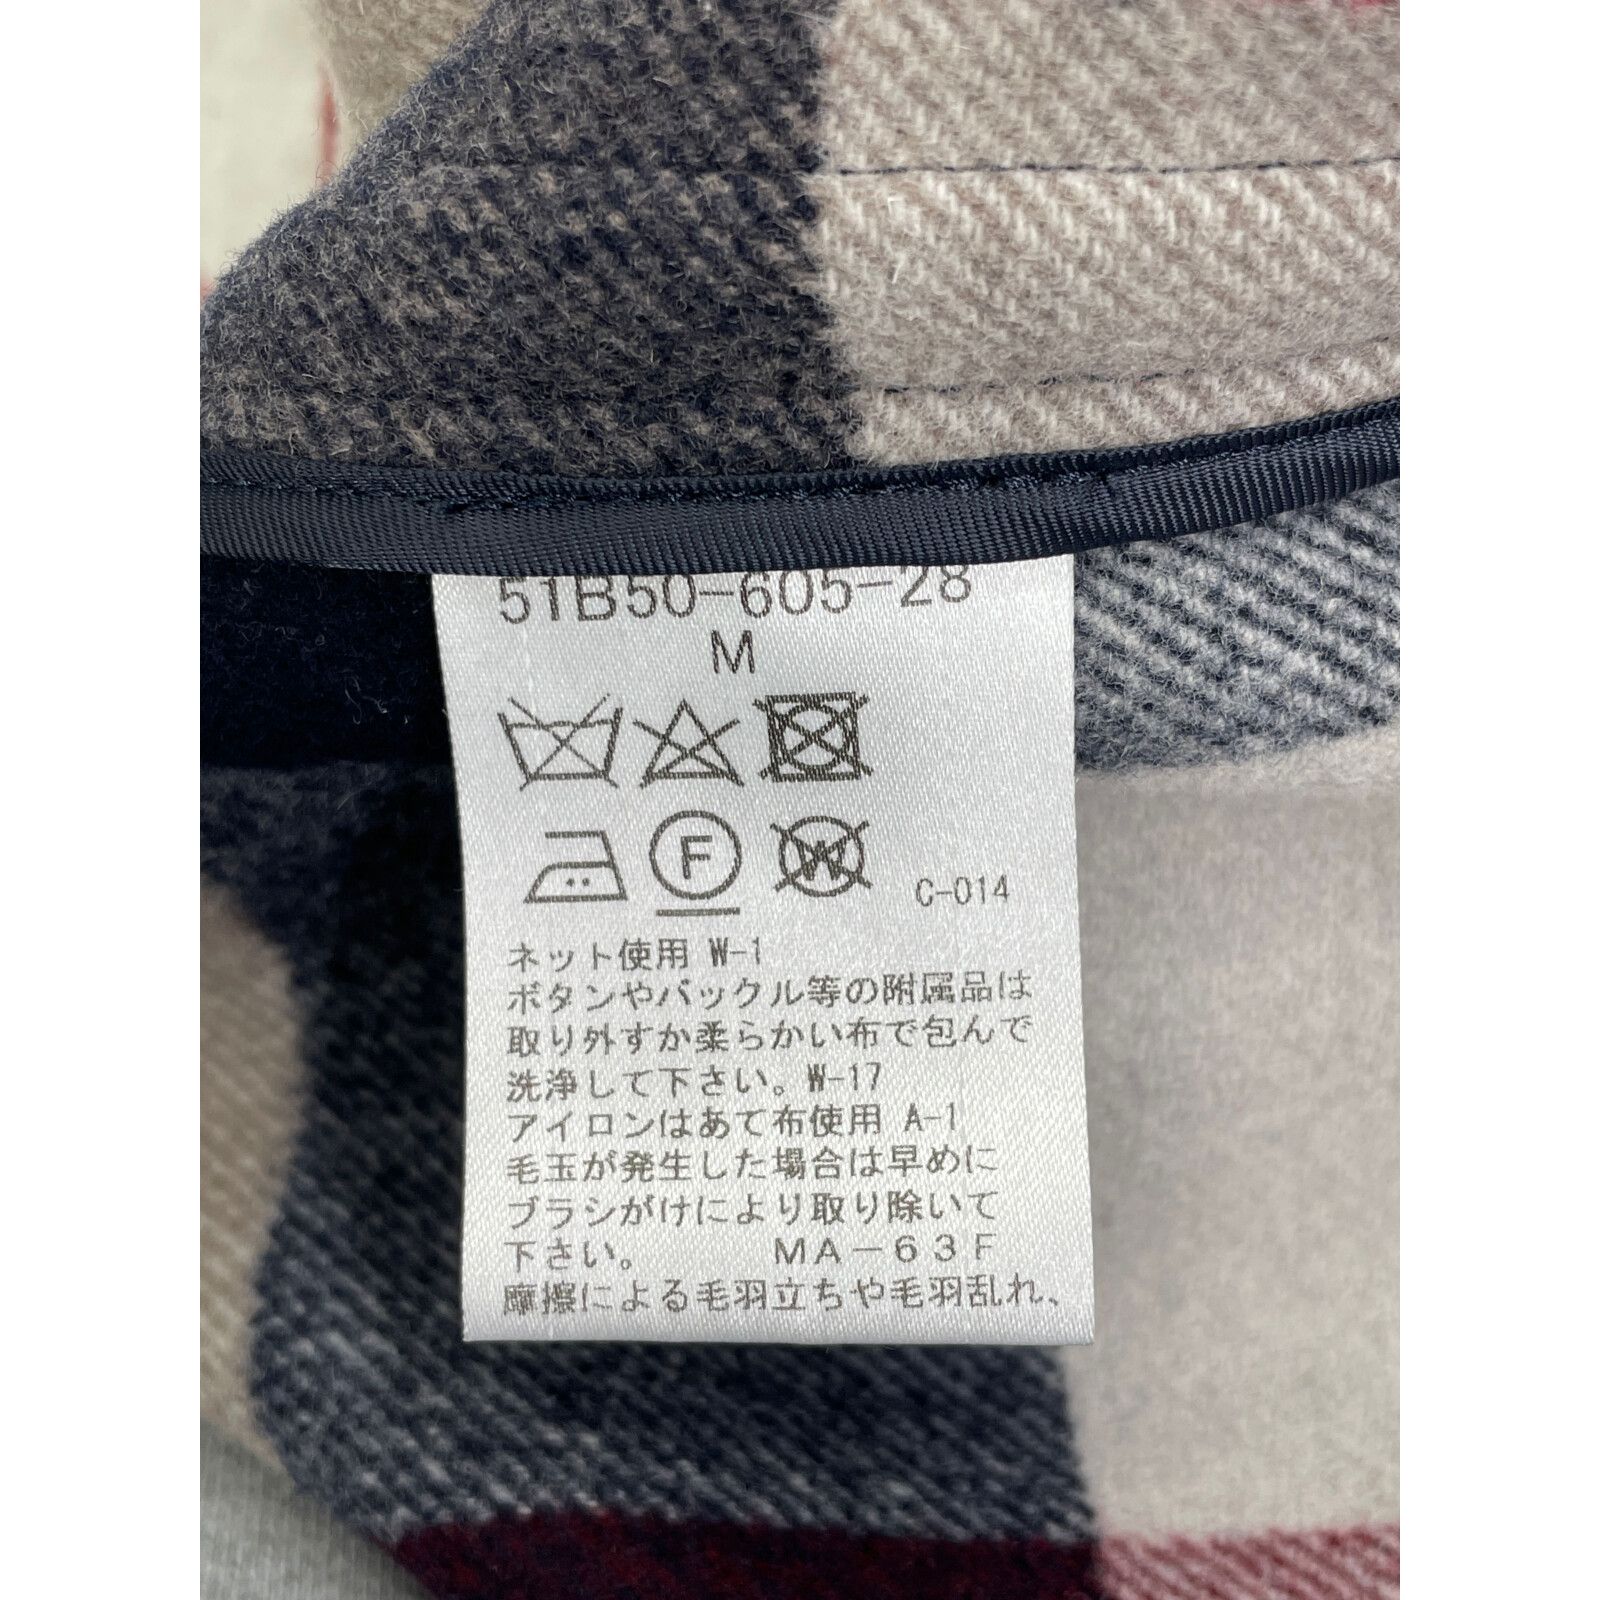 51B50-605-28
M
F W
C-014
ネット使用 W-1
ボタンやバックル等の附属品は
取り外すか柔らかい布で包んで
洗浄して下さい。W-17
アイロンはあて布使用 A-1
毛玉が発生した場合は早めに
ブラシがけにより取り除いて
下さい。 MA-63F
摩擦による毛羽立ちや毛羽乱れ、